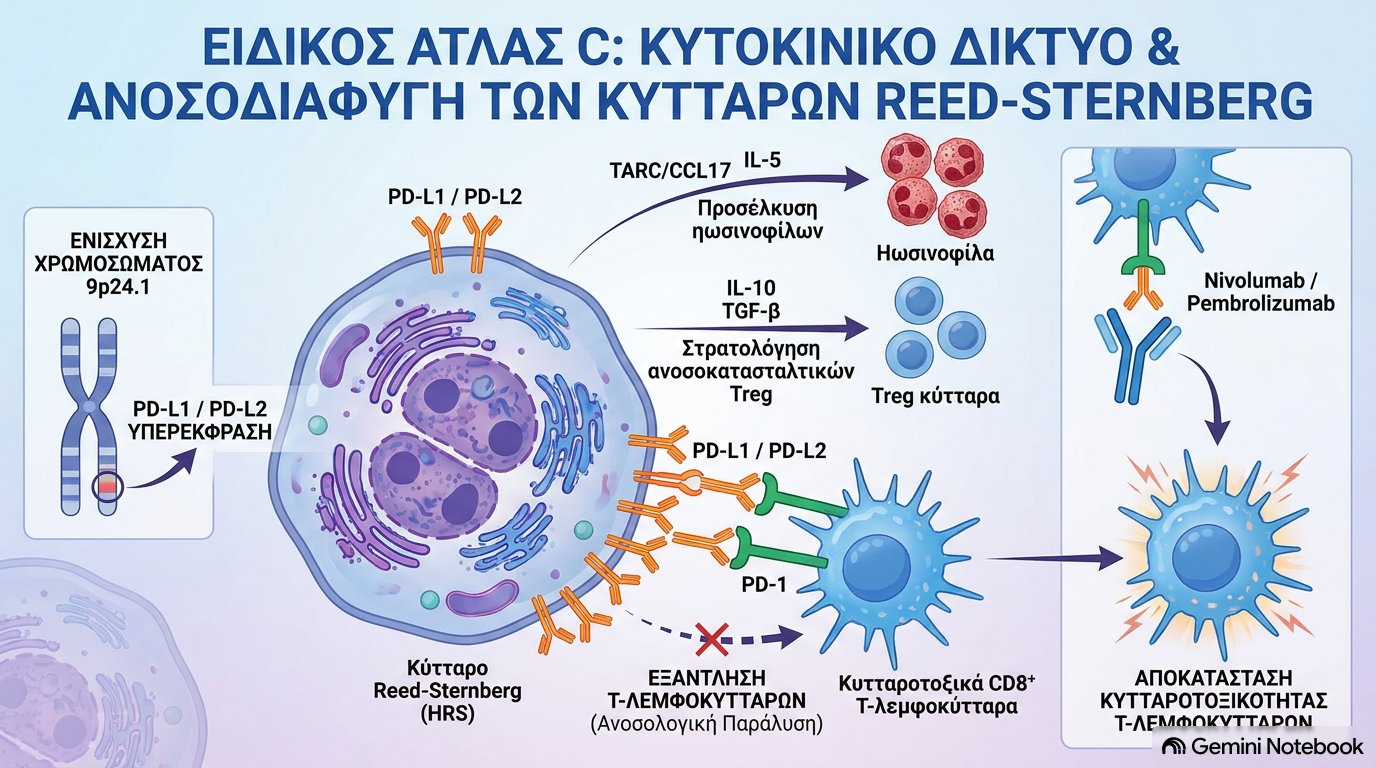 ΕΙΔΙΚΟΣ ΑΤΛΑΣ C: ΚΥΤΟΚΙΝΙΚΟ ΔΙΚΤΥΟ &
ΑΝΟΣΟΔΙΑΦΥΓΗ ΤΩΝ ΚΥΤΤΑΡΩΝ REED-STERNBERG
ΕΝΙΣΧΥΣΗ
ΧΡΩΜΟΣΩΜΑΤΟΣ
9p24.1
PD-L1 / PD-L2
ΥΠΕΡΕΚΦΡΑΣΗ
PD-L1 / PD-L2
TARC/CCL17
IL-5
Προσέλκυση
ηωσινοφίλων
Ηωσινοφίλα
IL-10
TGF-β
Στρατολόγηση
ανοσοκατασταλτικών
Treg
Treg κύτταρα
PD-L1 / PD-L2
PD-1
Κύτταρο
Reed-Sternberg
(HRS)
ΕΞΑΝΤΛΗΣΗ
Τ-ΛΕΜΦΟΚΥΤΤΑΡΩΝ
(Ανοσολογική Παράλυση)
Κυτταροτοξικά CD8⁺
Τ-λεμφοκύτταρα
Nivolumab /
Pembrolizumab
ΑΠΟΚΑΤΑΣΤΑΣΗ
ΚΥΤΤΑΡΟΤΟΞΙΚΟΤΗΤΑΣ
Τ-ΛΕΜΦΟΚΥΤΤΑΡΩΝ
Gemini Notebook